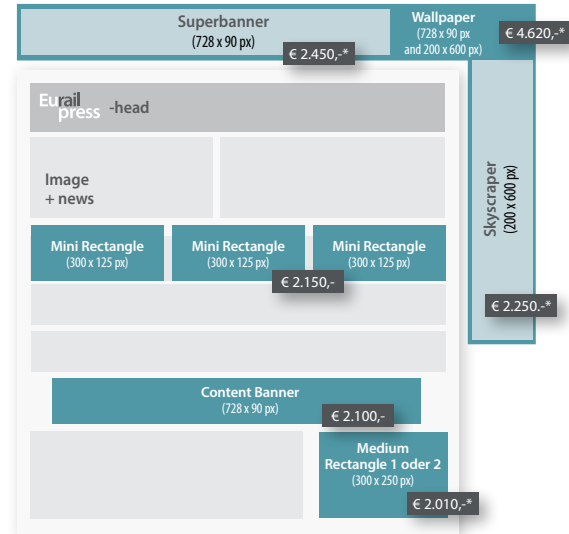 Superbanner
(728 x 90 px)
€ 2.450,-*
Wallpaper
(728 x 90 px
and 200 x 600 px)
€ 4.620,-*
Eurail
press
-head
Image
+ news
Skyscraper
(200 x 600 px)
€ 2.250.-*
Mini Rectangle
(300 x 125 px)
Mini Rectangle
(300 x 125 px)
Mini Rectangle
(300 x 125 px)
€ 2.150,-
Content Banner
(728 x 90 px)
€ 2.100,-
Medium
Rectangle 1 oder 2
(300 x 250 px)
€ 2.010,-*